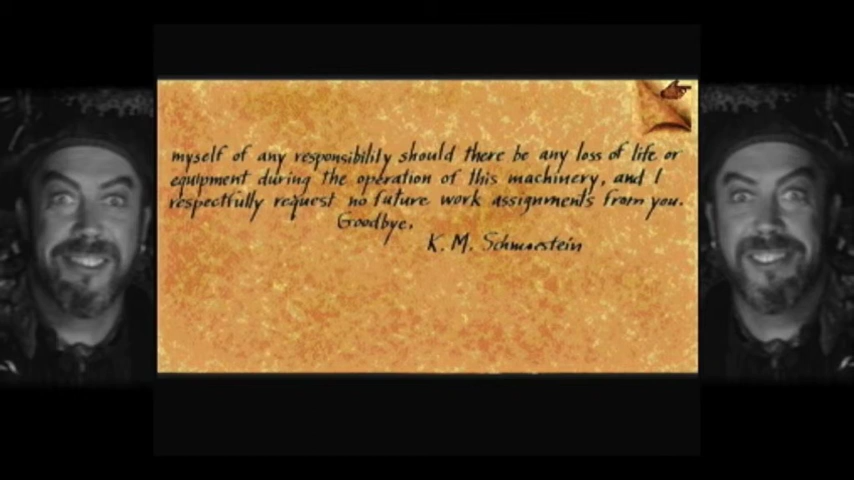 myself of any responsibility should there be any loss of life or
equipment during the operation of this machinery, and I
respectfully request no future work assignments from you.
Goodbye,
K. M.